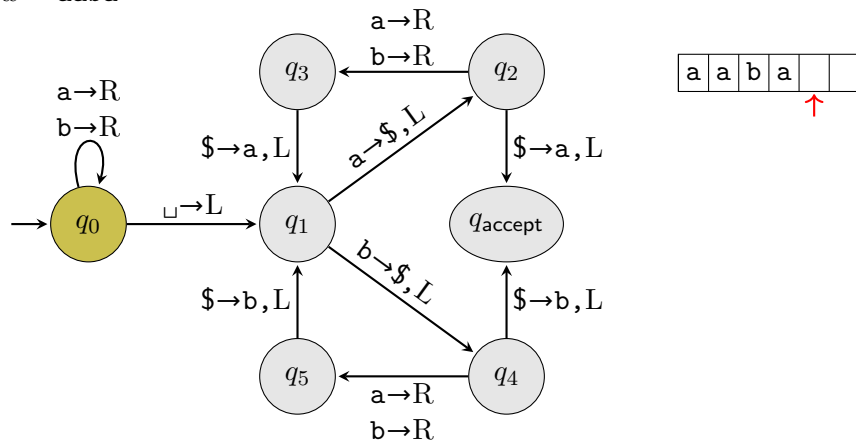 a→R
b→R
q3
q2
a a b a
a→R
b→R
$→a,L
a→$,L
$→a,L
q0
␣→L
q1
qaccept
$→b,L
b→$,L
$→b,L
q5
q4
a→R
b→R